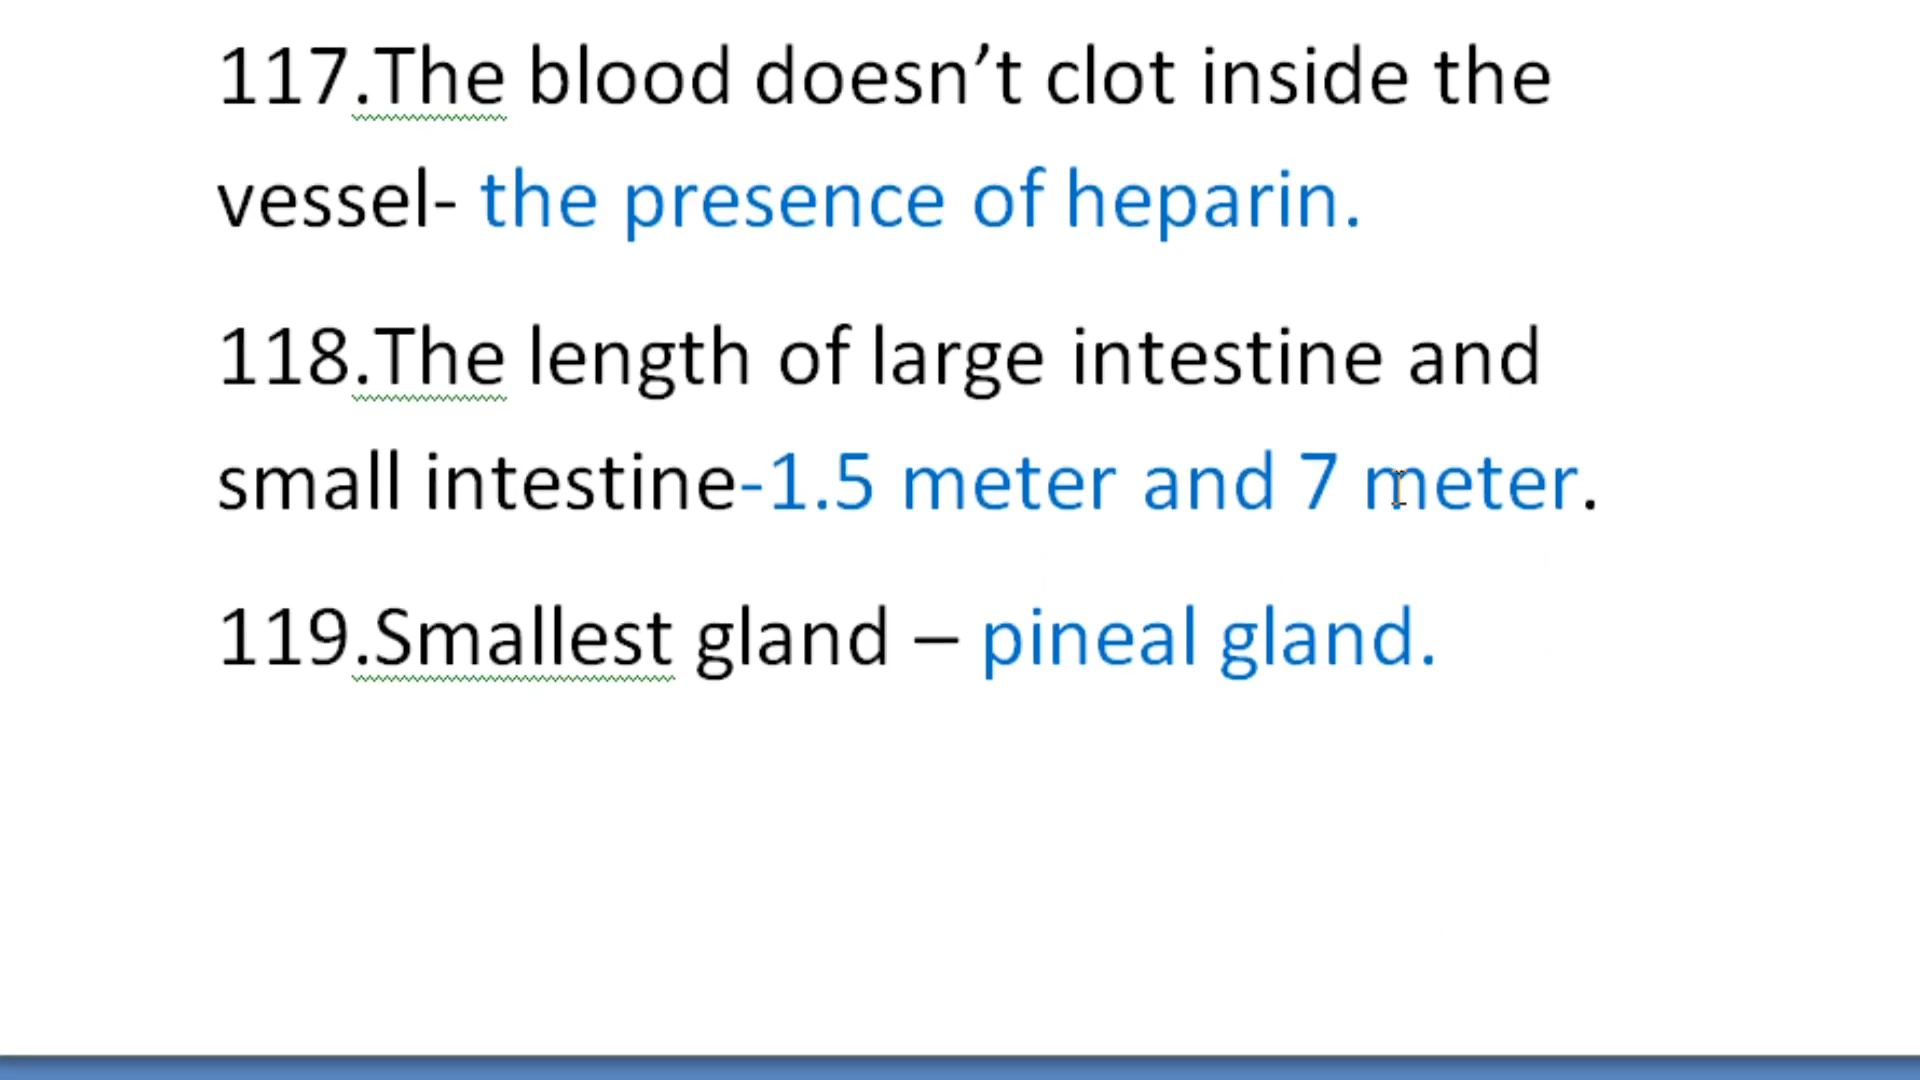 117.The blood doesn’t clot inside the
vessel- the presence of heparin.
118.The length of large intestine and
small intestine-1.5 meter and 7 meter.
119.Smallest gland – pineal gland.